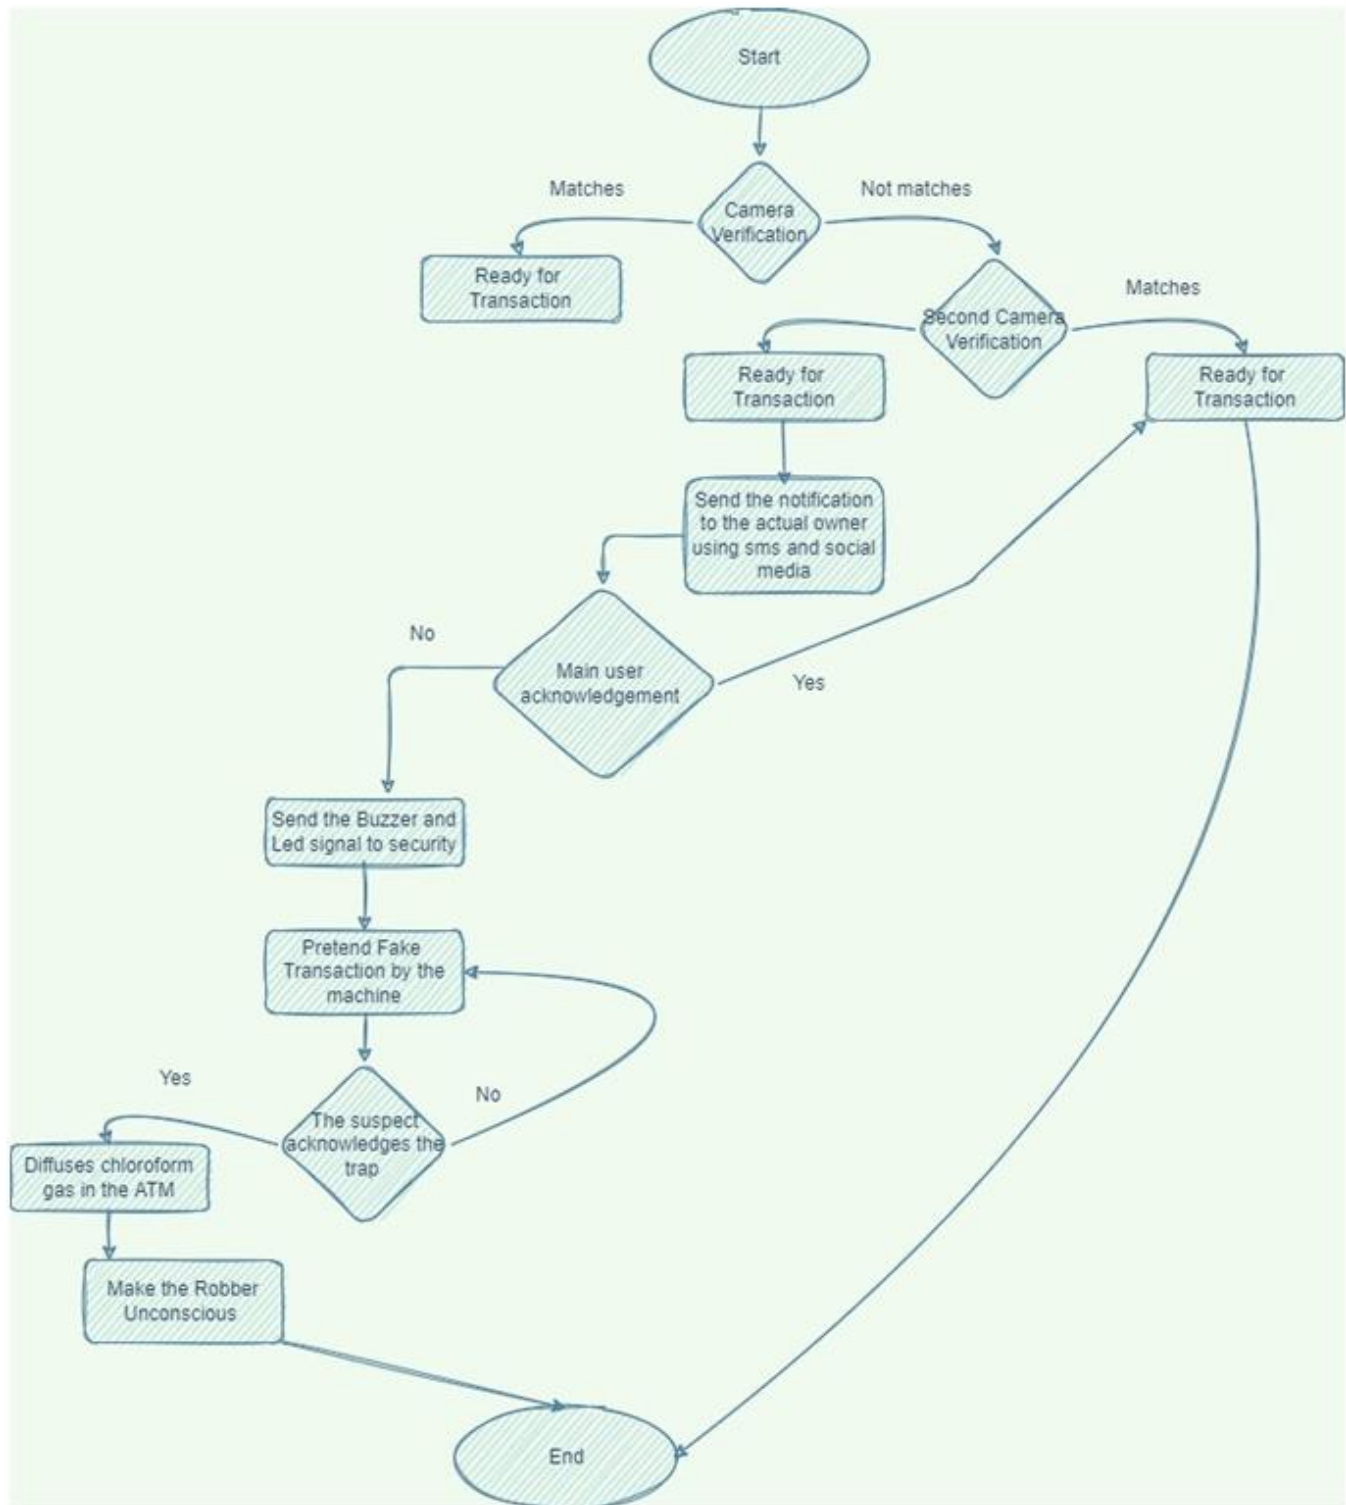 Start
Matches
Not matches
Camera
Verification
Ready for
Transaction
Matches
Second Camera
Verification
Ready for
Transaction
Ready for
Transaction
Send the notification
to the actual owner
using sms and social
media
No
Main user
acknowledgement
Yes
Send the Buzzer and
Led signal to security
Pretend Fake
Transaction by the
machine
Yes
No
The suspect
acknowledges the
trap
Diffuses chloroform
gas in the ATM
Make the Robber
Unconscious
End